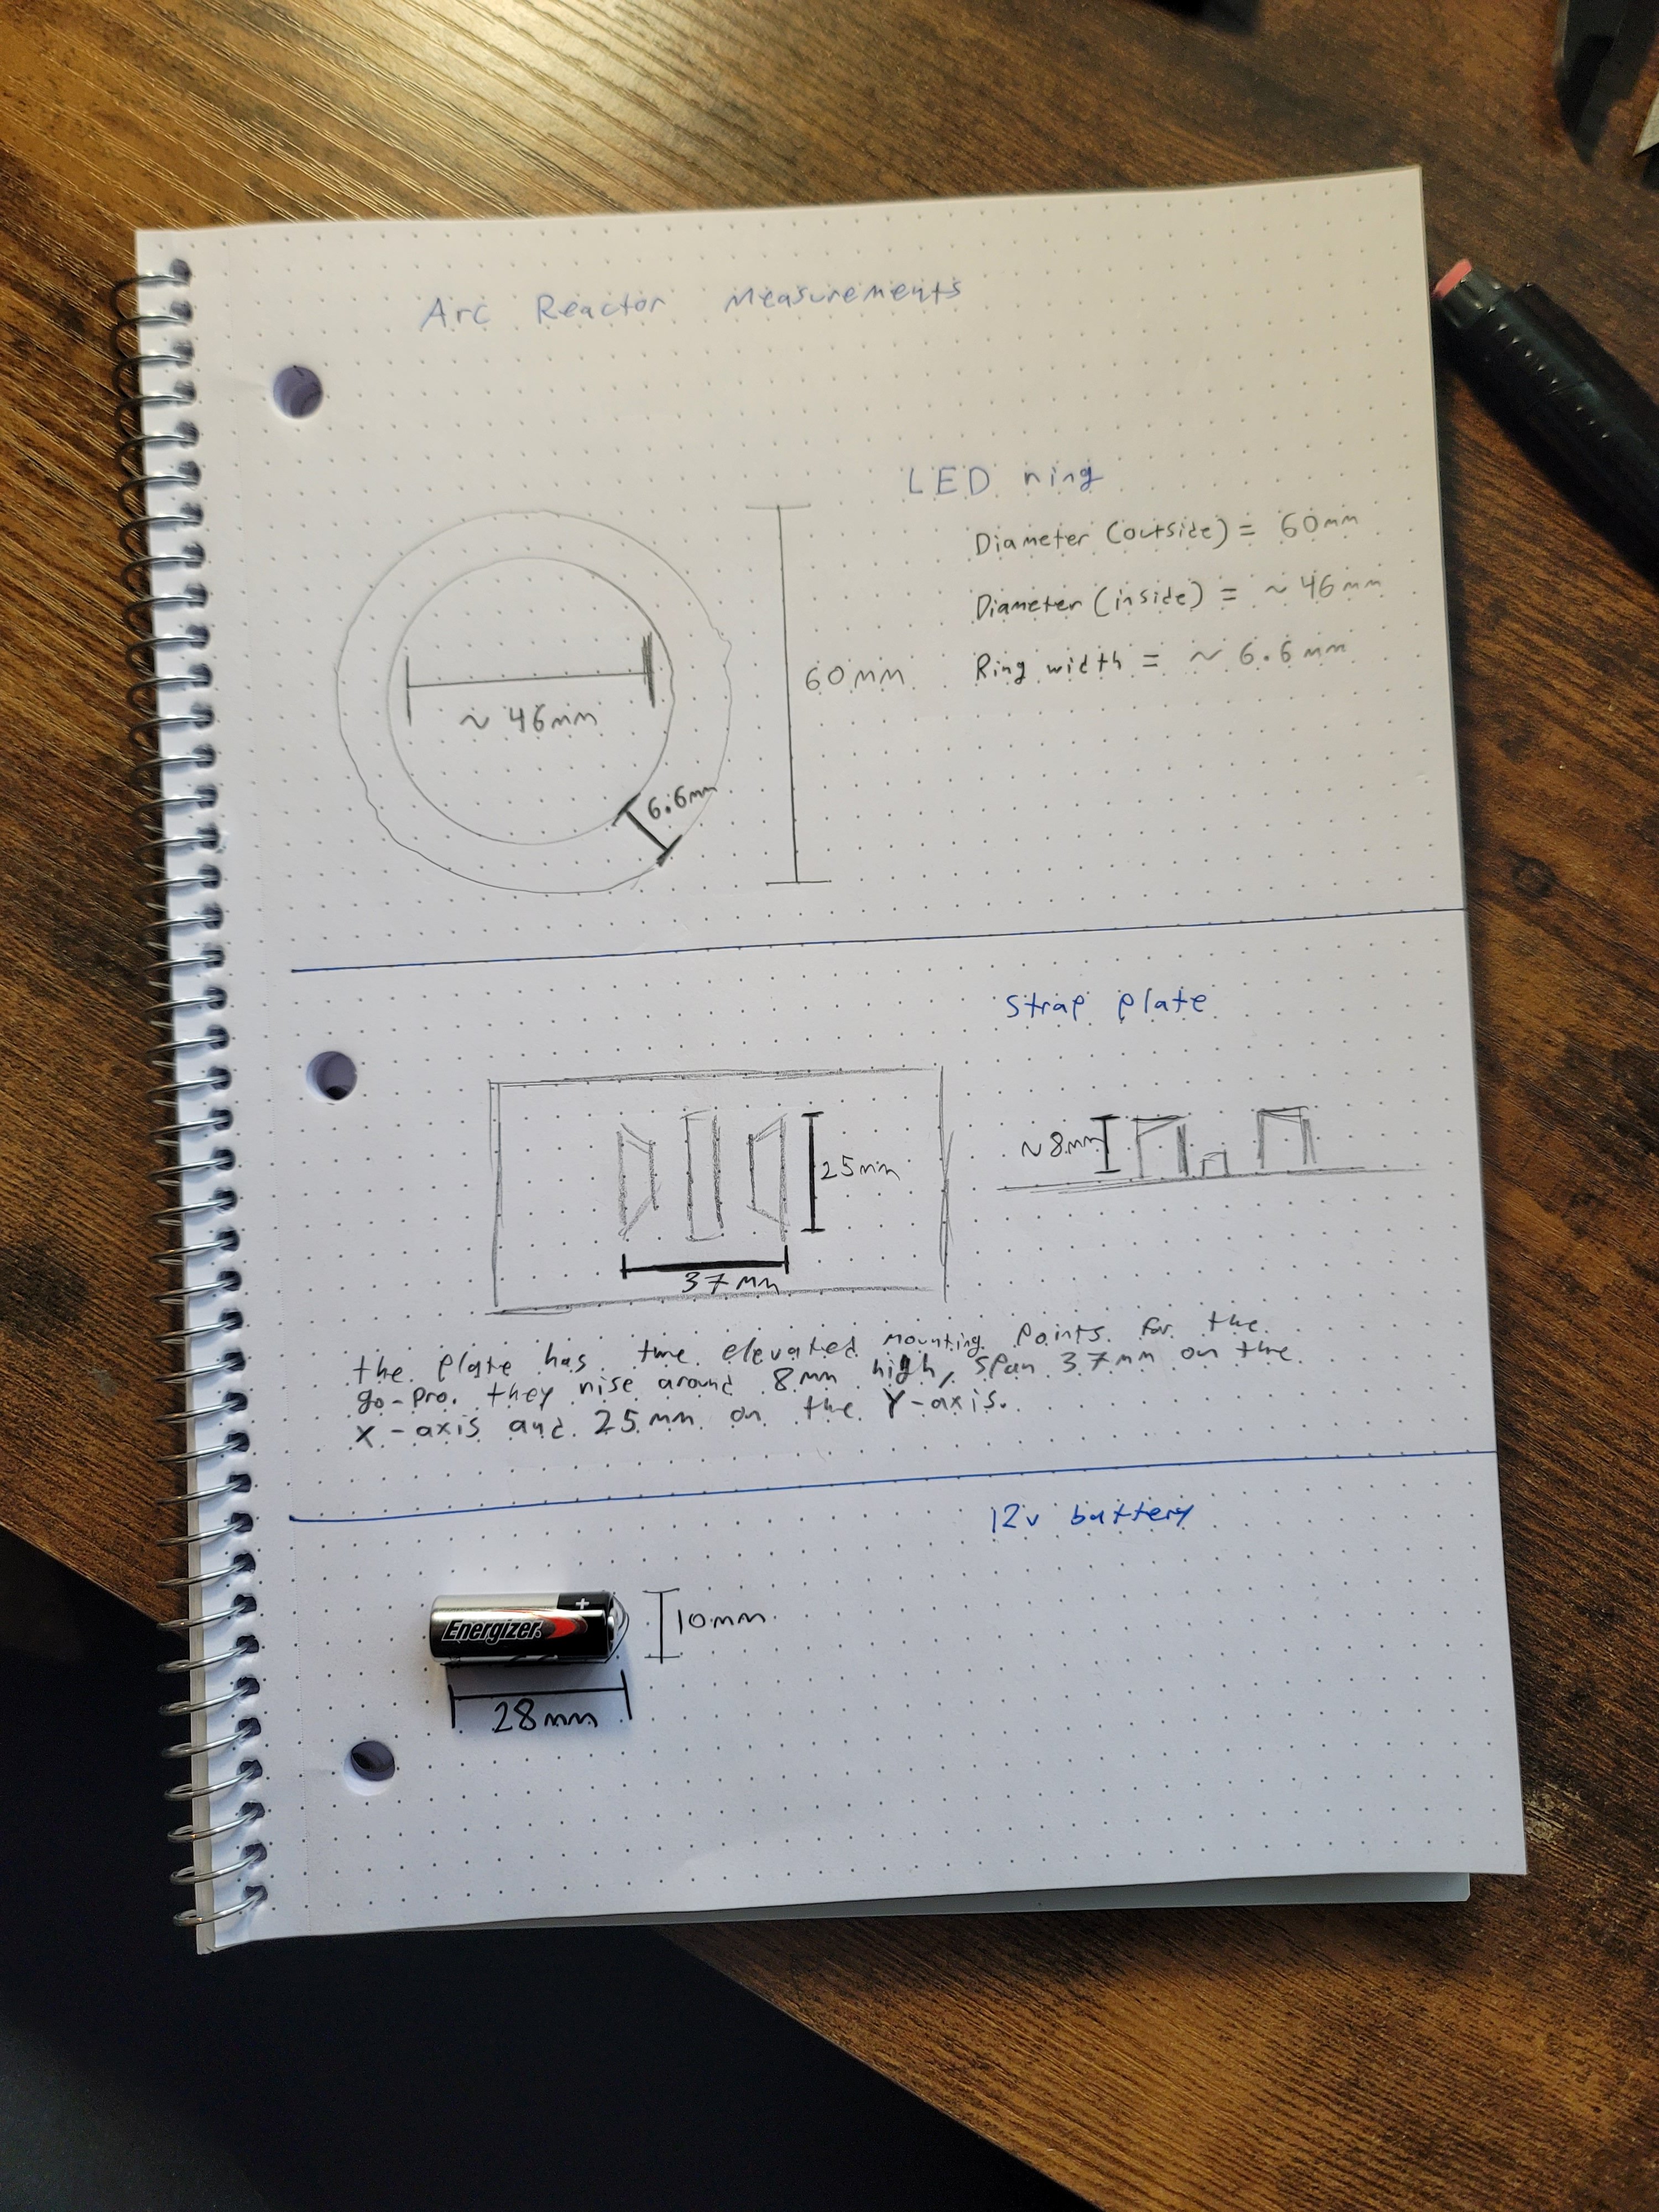 Arc Reactor Measurements
LED ring
Diameter (outside) = 60mm
Diameter (inside) = ~46mm
Ring width = ~ 6.6mm
60mm
~ 46mm
6.6mm
Strap plate
~8mm
25mm
37mm
the plate has two elevated mounting points for the
go-pro. they rise around 8mm high, span 37mm on the
X-axis and 25mm on the Y-axis.
12v battery
Energizer
+
10mm
28mm